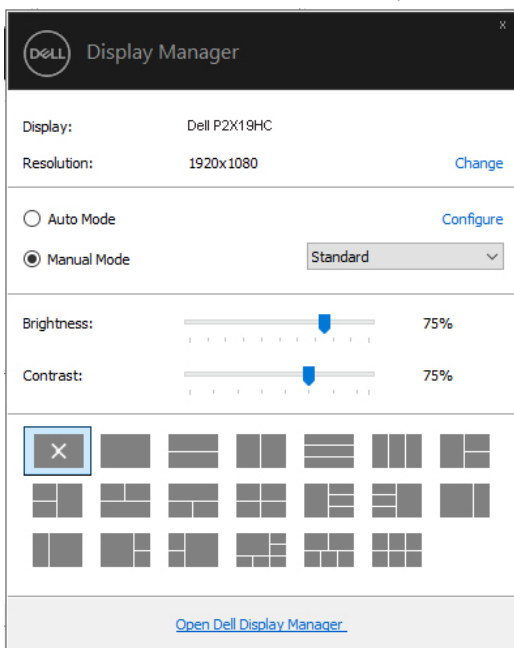 x
DELL Display Manager
Display: Dell P2X19HC
Resolution: 1920x1080 Change
Auto Mode Configure
Manual Mode Standard
Brightness: 75%
Contrast: 75%
Open Dell Display Manager